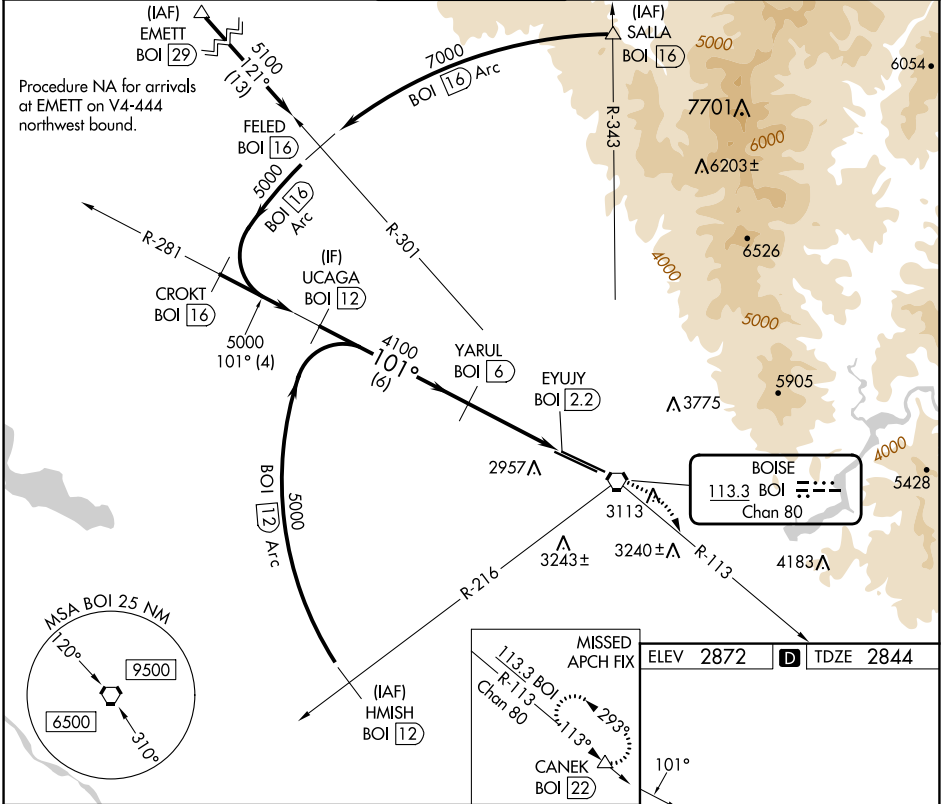 (IAF)
EMETT
BOI 29
5100
121°
(13)
Procedure NA for arrivals
at EMETT on V4-444
northwest bound.
7000
BOI 16 Arc
(IAF)
SALLA
BOI 16
R-343
5000
6054
7701
6000
6203±
6526
4000
5000
5905
FELED
BOI 16
5000
BOI 16
Arc
R-301
R-281
CROKT
BOI 16
(IF)
UCAGA
BOI 12
5000
101° (4)
4100
101°
(6)
YARUL
BOI 6
EYUJY
BOI 2.2
3775
4000
5428
2957
BOISE
113.3 BOI
Chan 80
3113
3243±
3240±
4183
R-113
R-216
BOI 12 Arc
5000
(IAF)
HMISH
BOI 12
MSA BOI 25 NM
120°
9500
6500
310°
MISSED
APCH FIX
113.3 BOI
R-113
Chan 80
293°
113°
CANEK
BOI 22
ELEV 2872 D TDZE 2844
101°